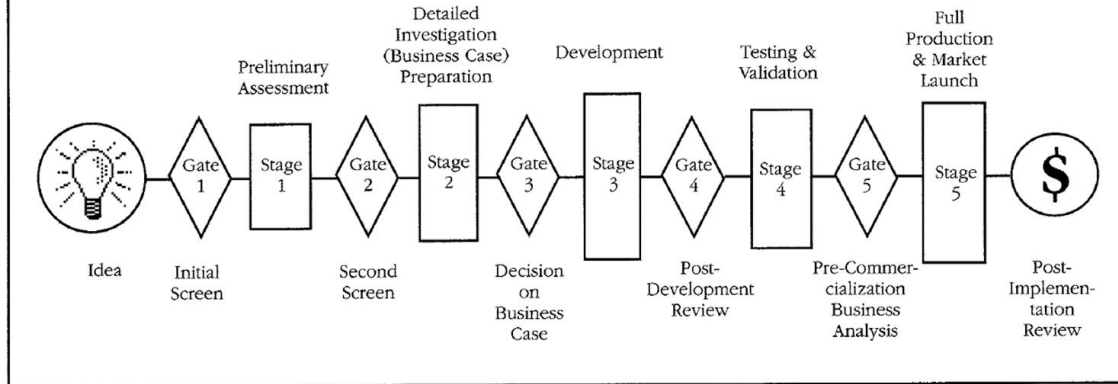 Preliminary
Assessment
Detailed
Investigation
(Business Case)
Preparation
Development
Testing &
Validation
Full
Production
& Market
Launch
Gate
1
Stage
1
Gate
2
Stage
2
Gate
3
Stage
3
Gate
4
Stage
4
Gate
5
Stage
5
$
Idea
Initial
Screen
Second
Screen
Decision
on
Business
Case
Post-
Development
Review
Pre-Commer-
cialization
Business
Analysis
Post-
Implemen-
tation
Review